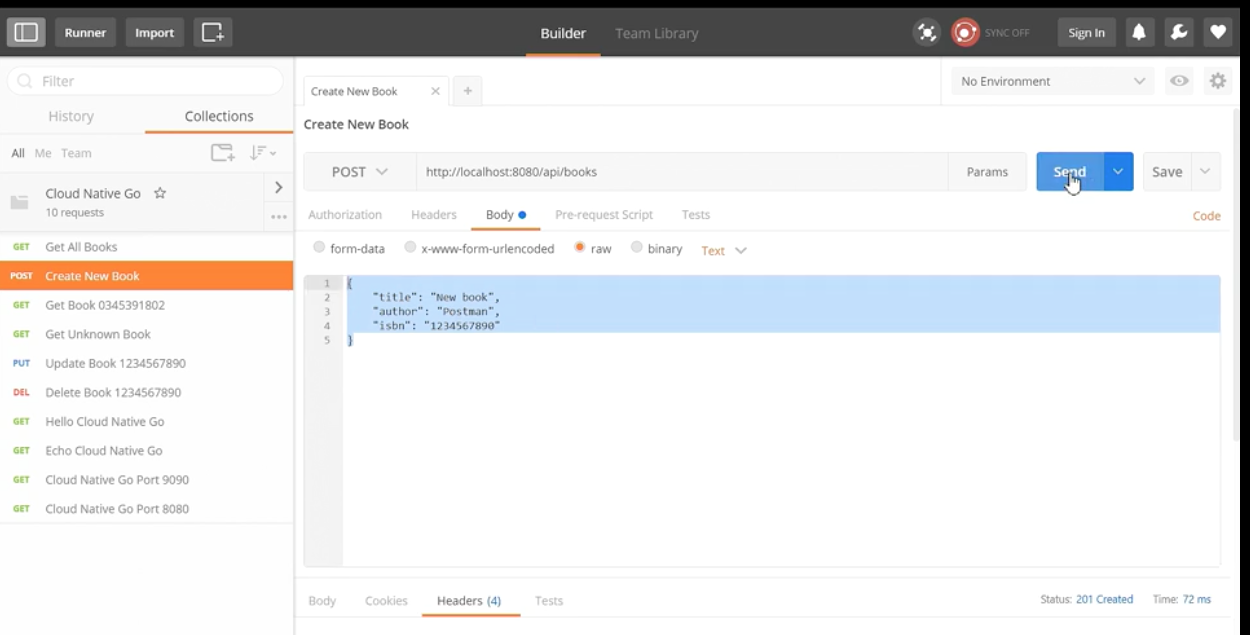 Runner Import Builder Team Library SYNC OFF Sign In
Filter
History Collections
All Me Team
Cloud Native Go
10 requests
GET Get All Books
POST Create New Book
GET Get Book 0345391802
GET Get Unknown Book
PUT Update Book 1234567890
DEL Delete Book 1234567890
GET Hello Cloud Native Go
GET Echo Cloud Native Go
GET Cloud Native Go Port 9090
GET Cloud Native Go Port 8080
Create New Book
No Environment
Create New Book
POST http://localhost:8080/api/books Params Send Save
Authorization Headers Body Pre-request Script Tests Code
form-data x-www-form-urlencoded raw binary Text
1 {
2 "title": "New book",
3 "author": "Postman",
4 "isbn": "1234567890"
5 }
Body Cookies Headers (4) Tests Status: 201 Created Time: 72 ms